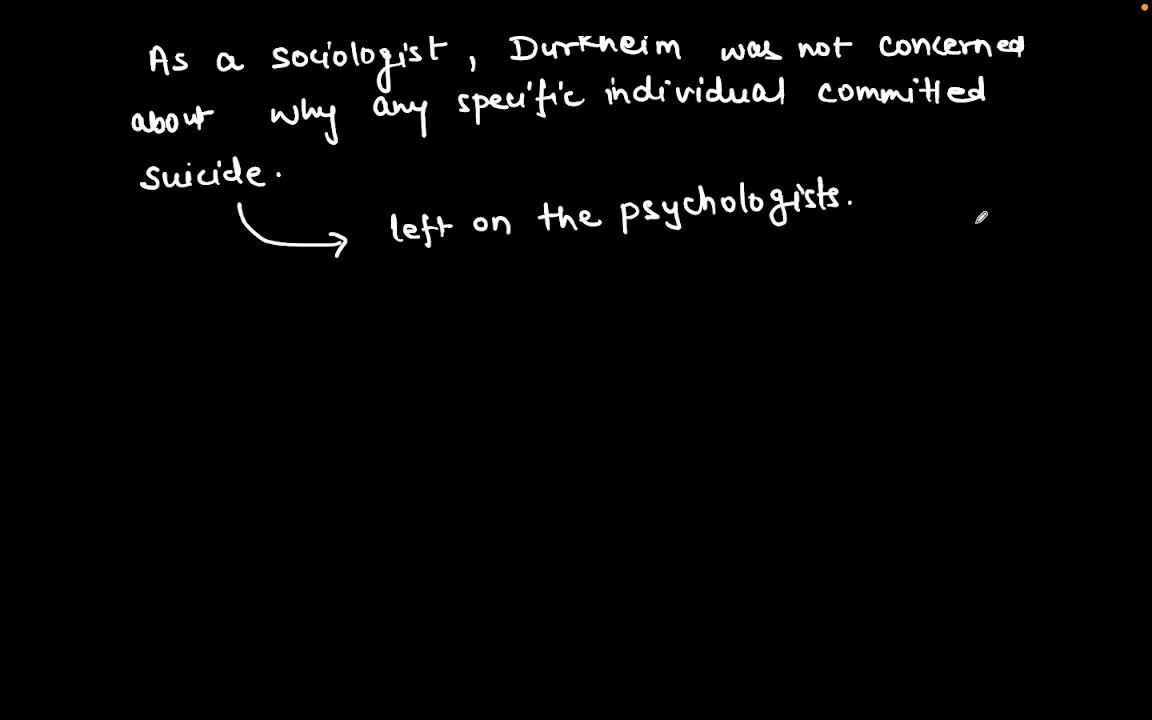 As a sociologist, Durkheim was not concerned
about why any specific individual committed
suicide.
left on the psychologists.